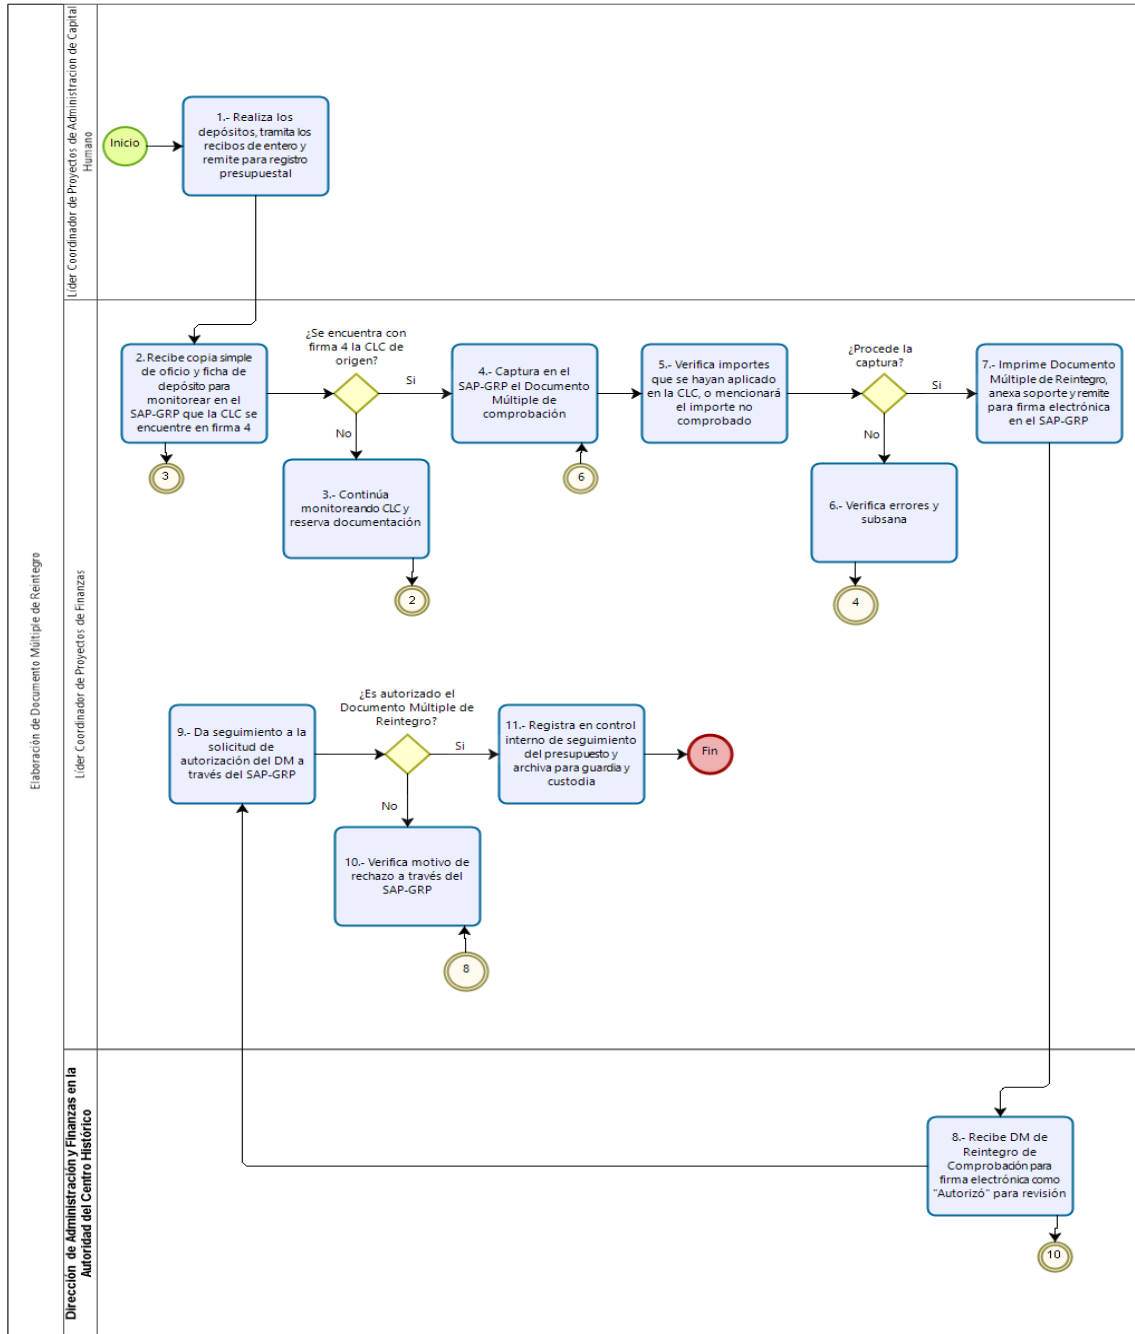 Elaboración de Documento Múltiple de Reintegro
Líder Coordinador de Proyectos de Administracion de Capital
Humano
Inicio
1.- Realiza los
depósitos, tramita los
recibos de entero y
remite para registro
presupuestal
Líder Coordinador de Proyectos de Finanzas
2. Recibe copia simple
de oficio y ficha de
depósito para
monitorear en el
SAP-GRP que la CLC se
encuentre en firma 4
3
¿Se encuentra con
firma 4 la CLC de
origen?
Si
No
3.- Continúa
monitoreando CLC y
reserva documentación
2
4.- Captura en el
SAP-GRP el Documento
Múltiple de
comprobación
6
5.- Verifica importes
que se hayan aplicado
en la CLC, o mencionará
el importe no
comprobado
¿Procede la
captura?
Si
No
6.- Verifica errores y
subsana
4
7.- Imprime Documento
Múltiple de Reintegro,
anexa soporte y remite
para firma electrónica
en el SAP-GRP
9.- Da seguimiento a la
solicitud de
autorización del DM a
través del SAP-GRP
¿Es autorizado el
Documento Múltiple de
Reintegro?
Si
No
10.- Verifica motivo de
rechazo a través del
SAP-GRP
8
11.- Registra en control
interno de seguimiento
del presupuesto y
archiva para guardia y
custodia
Fin
Dirección de Administración y Finanzas en la
Autoridad del Centro Histórico
8.- Recibe DM de
Reintegro de
Comprobación para
firma electrónica como
"Autorizó" para revisión
10